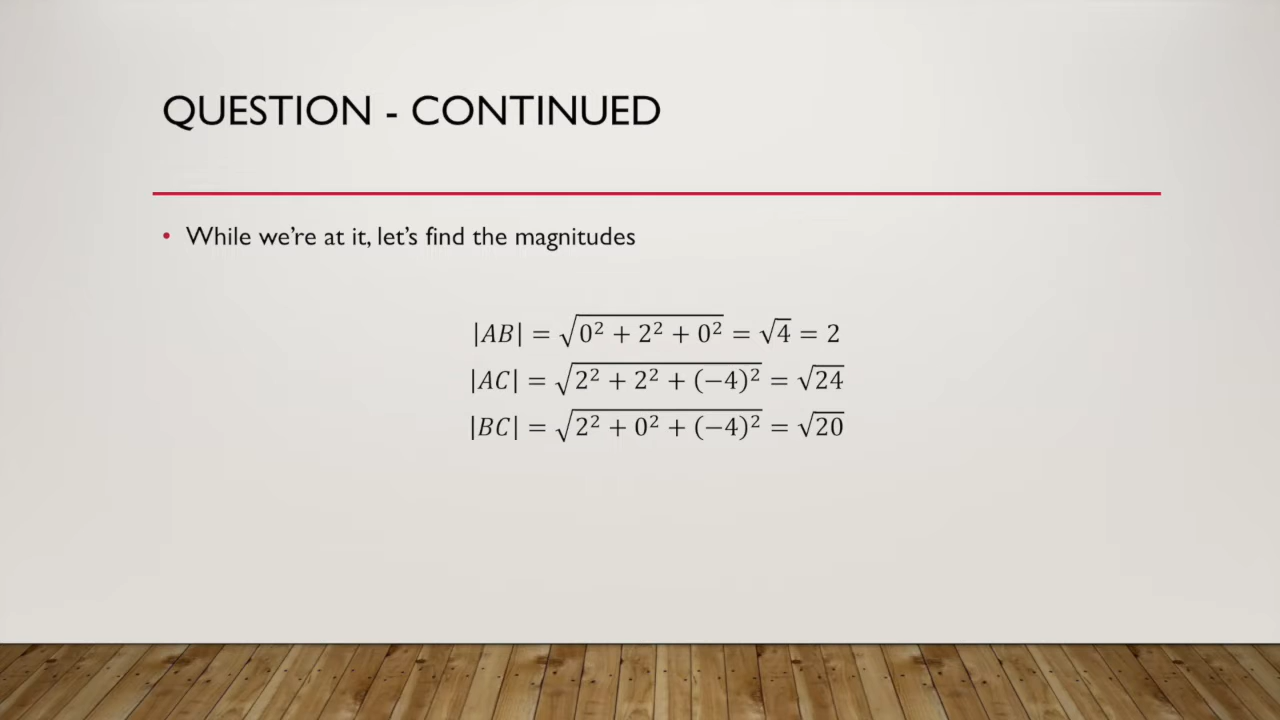 QUESTION - CONTINUED
• While we're at it, let's find the magnitudes
|AB| = √(0² + 2² + 0²) = √4 = 2
|AC| = √(2² + 2² + (−4)²) = √24
|BC| = √(2² + 0² + (−4)²) = √20